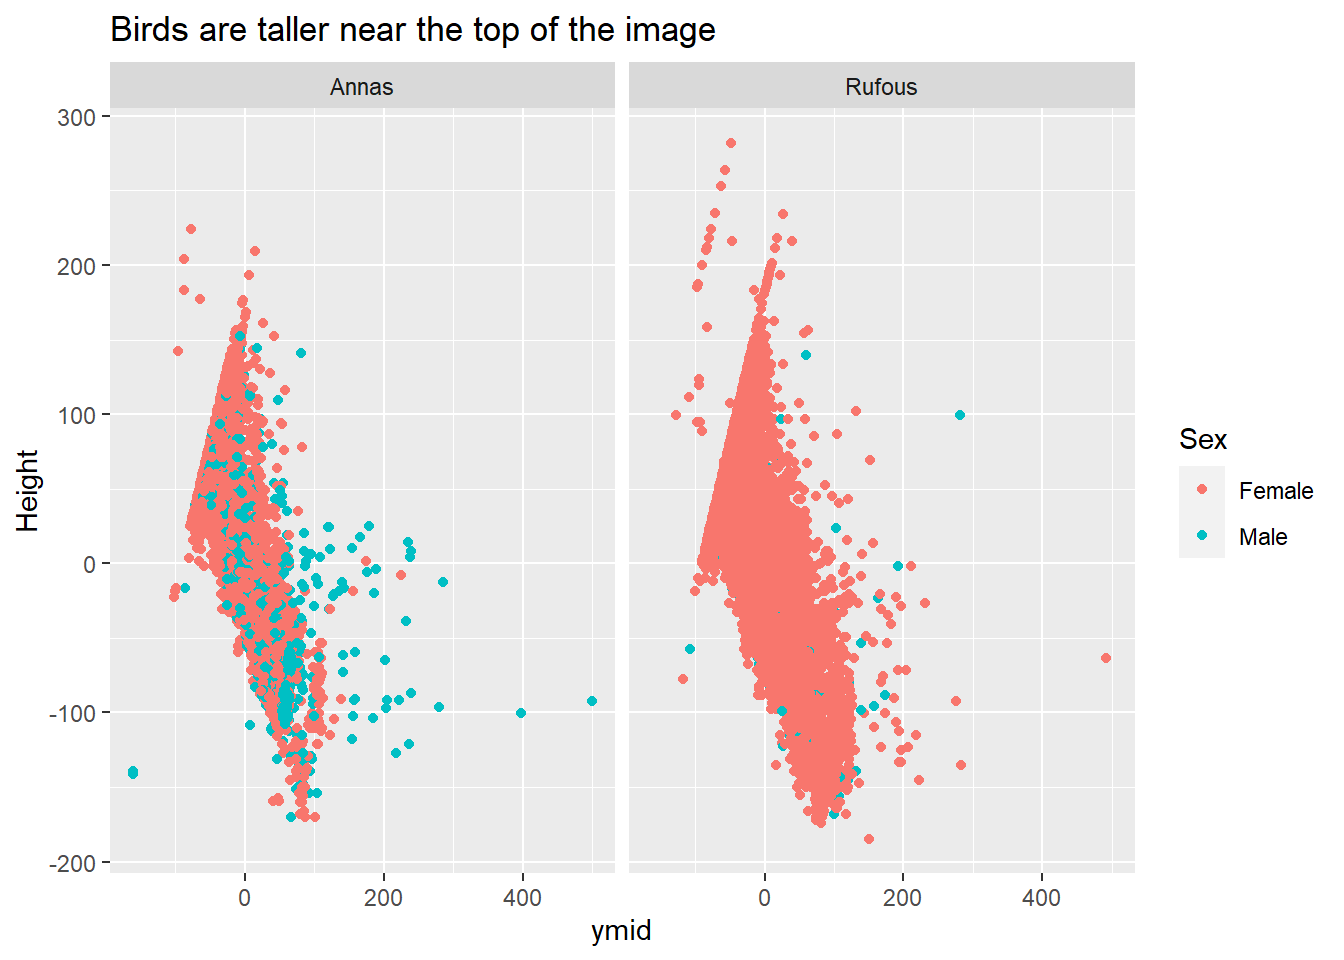 Birds are taller near the top of the image
Annas
Rufous
300
200
100
0
-100
-200
Height
0
200
400
0
200
400
ymid
Sex
Female
Male